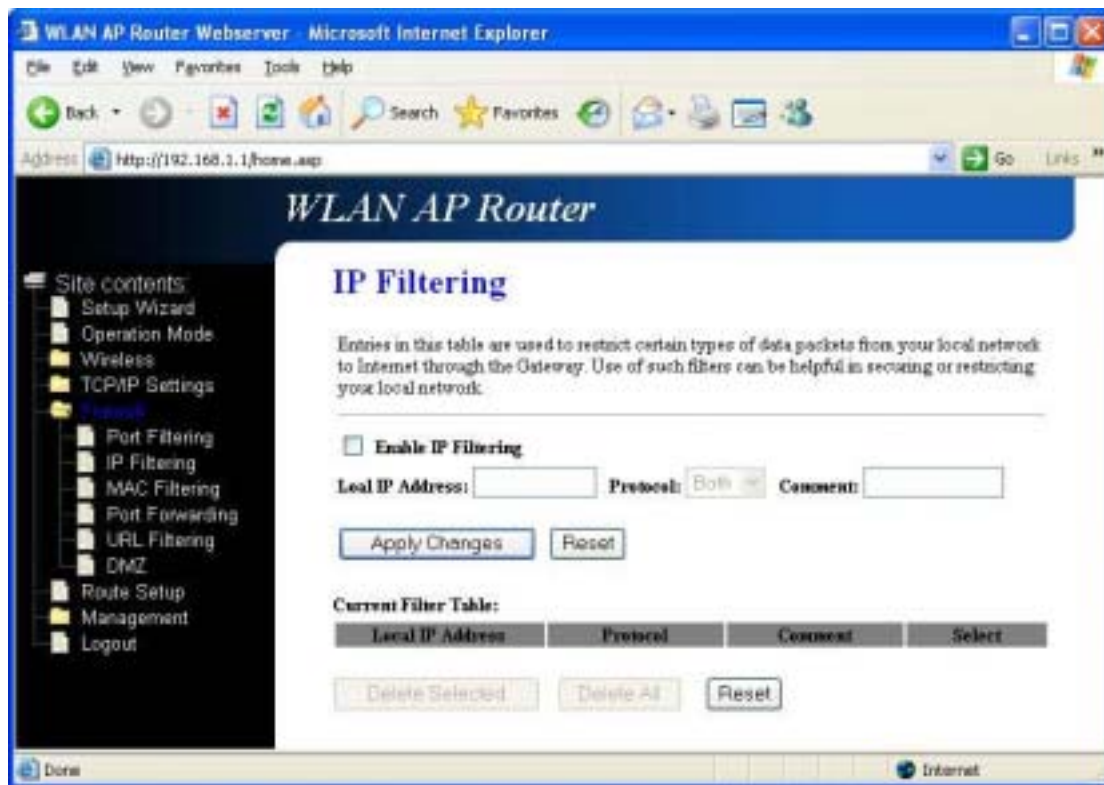 WLAN AP Router Webserver - Microsoft Internet Explorer
File Edit View Favorites Tools Help
Back Search Favorites
Address http://192.168.1.1/home.asp Go Links »
WLAN AP Router
Site contents:
Setup Wizard
Operation Mode
Wireless
TCP/IP Settings
Firewall
Port Filtering
IP Filtering
MAC Filtering
Port Forwarding
URL Filtering
DMZ
Route Setup
Management
Logout
IP Filtering
Entries in this table are used to restrict certain types of data packets from your local network
to Internet through the Gateway. Use of such filters can be helpful in securing or restricting
your local network.
Enable IP Filtering
Loal IP Address: Protocol: Both Comment:
Apply Changes Reset
Current Filter Table:
Local IP Address Protocol Comment Select
Delete Selected Delete All Reset
Done Internet